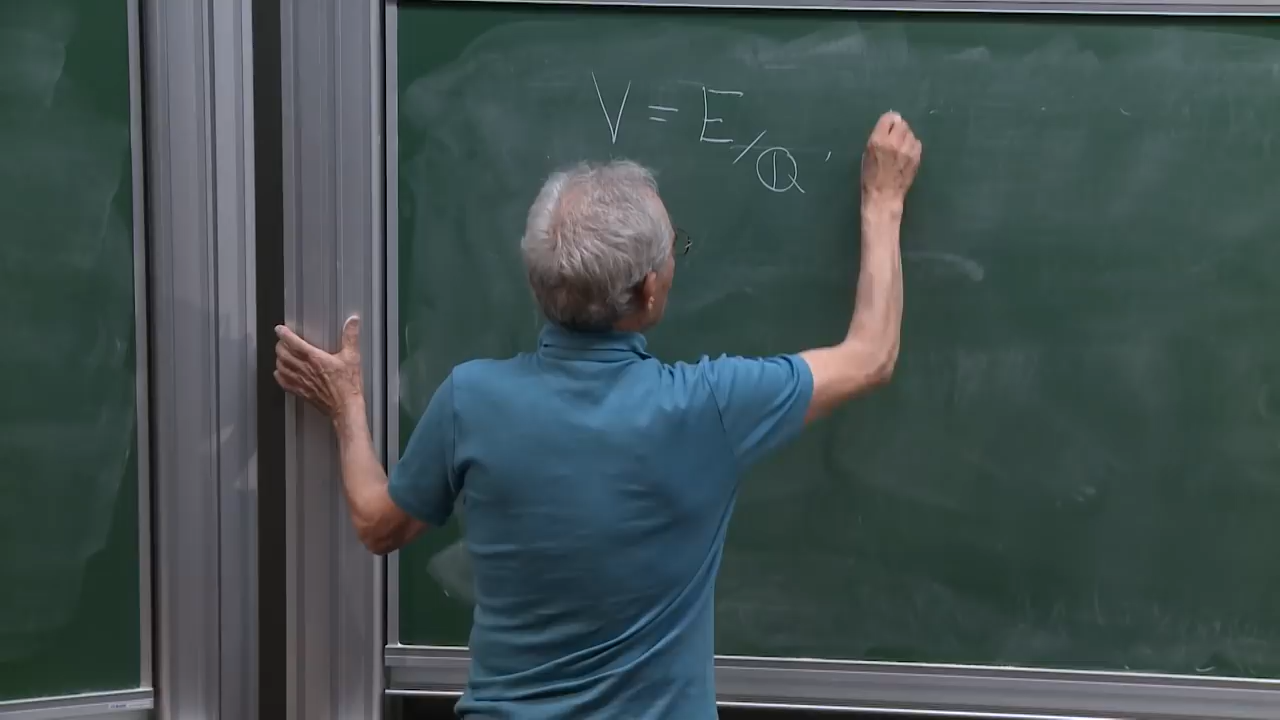 V = E/ℚ,